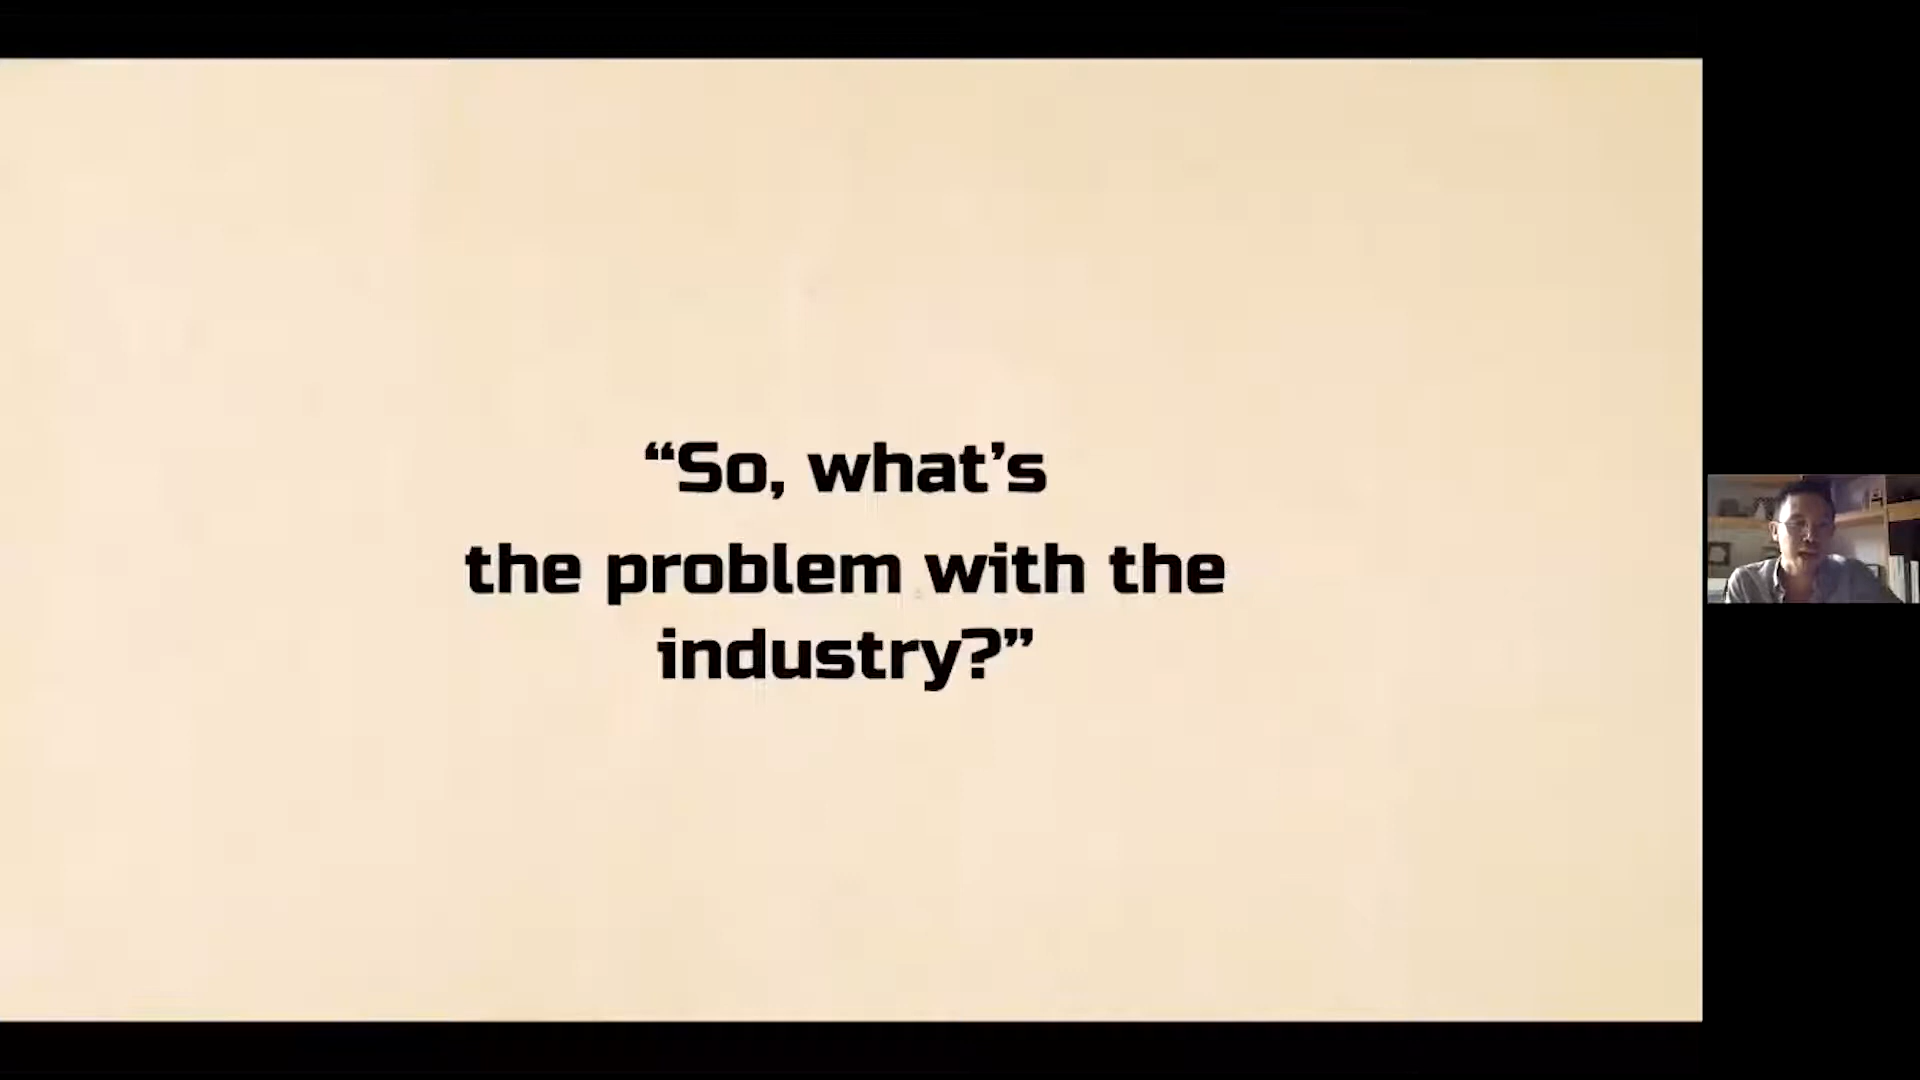 “So, what’s
the problem with the
industry?”